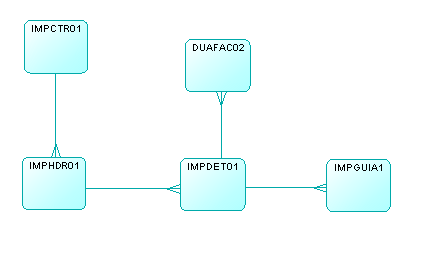 IMPCTR01
DUAFAC02
IMPHDR01
IMPDET01
IMPGUIA1